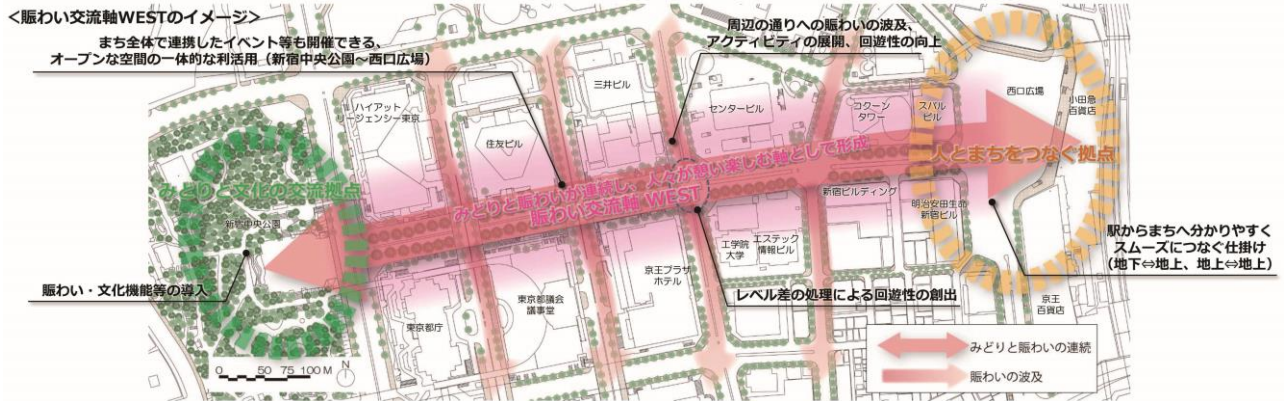 <賑わい交流軸WESTのイメージ>
まち全体で連携したイベント等も開催できる、
オープンな空間の一体的な利活用（新宿中央公園～西口広場）
周辺の通りへの賑わいの波及、
アクティビティの展開、回遊性の向上
三井ビル
センタービル
コクーン
タワー
スバル
ビル
西口広場
小田急
百貨店
ハイアット
リージェンシー東京
住友ビル
みどりと文化の交流拠点
新宿中央公園
みどりと賑わいが連続し、人々が憩い楽しむ軸として形成
賑わい交流軸 WEST
人とまちをつなぐ拠点
新宿ビルディング
明治安田生命
新宿ビル
工学院
大学
エステック
情報ビル
京王プラザ
ホテル
東京都議会
議事堂
東京都庁
賑わい・文化機能等の導入
レベル差の処理による回遊性の創出
駅からまちへ分かりやすく
スムーズにつなぐ仕掛け
（地下⇔地上、地上⇔地上）
京王
百貨店
0 50 75 100 M
N
みどりと賑わいの連続
賑わいの波及